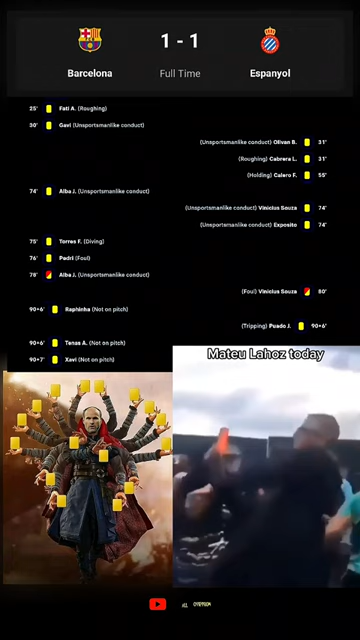 1 - 1
Barcelona Full Time Espanyol
25' Fati A. (Roughing)
30' Gavi (Unsportsmanlike conduct)
(Unsportsmanlike conduct) Olivan B. 31'
(Roughing) Cabrera L. 31'
(Holding) Calero F. 55'
74' Alba J. (Unsportsmanlike conduct)
(Unsportsmanlike conduct) Vinicius Souza 74'
(Unsportsmanlike conduct) Exposito 74'
75' Torres F. (Diving)
76' Pedri (Foul)
78' Alba J. (Unsportsmanlike conduct)
(Foul) Vinicius Souza 80'
90+6' Raphinha (Not on pitch)
(Tripping) Puado J. 90+6'
90+6' Tenas A. (Not on pitch)
90+7' Xavi (Not on pitch)
Mateu Lahoz today